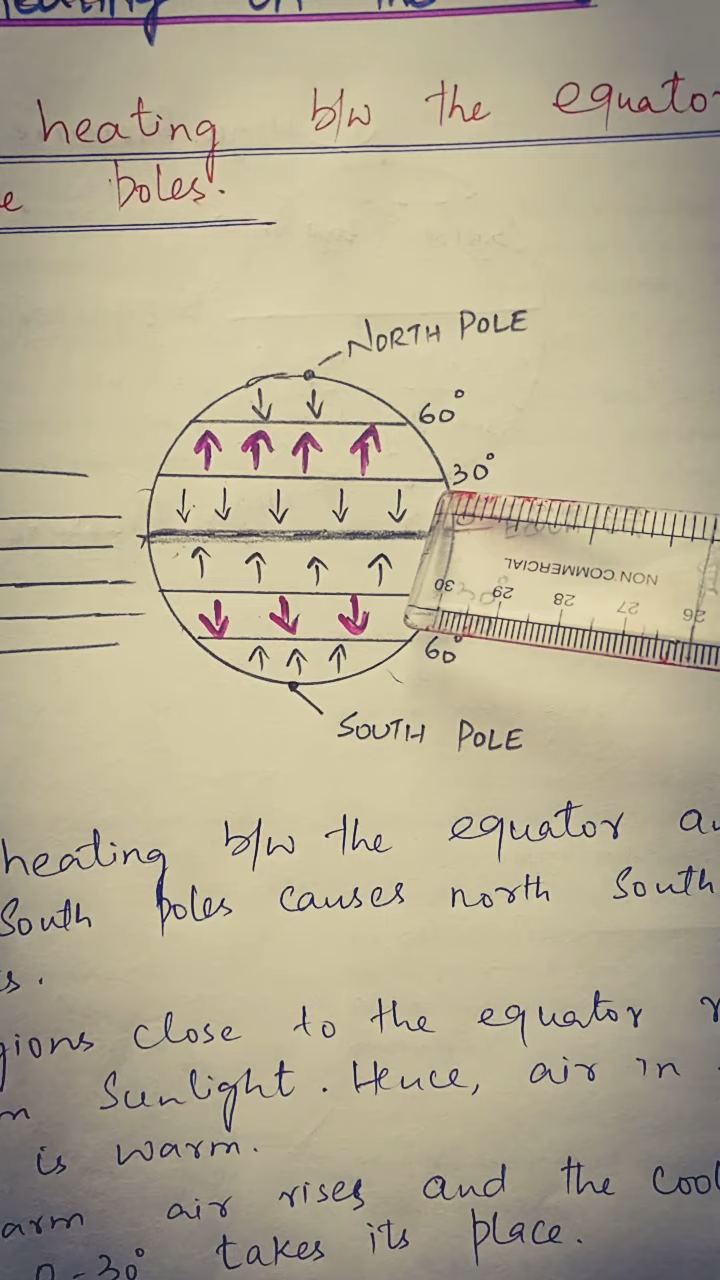 heating b/w the equato
e poles.
NORTH POLE
60°
30°
NON COMMERCIAL
30 29 28 27 26
60°
SOUTH POLE
heating b/w the equator a
South poles causes north South
s.
gions close to the equator r
m Sunlight. Hence, air in
is warm.
arm air rises and the cool
0-30° takes its place.